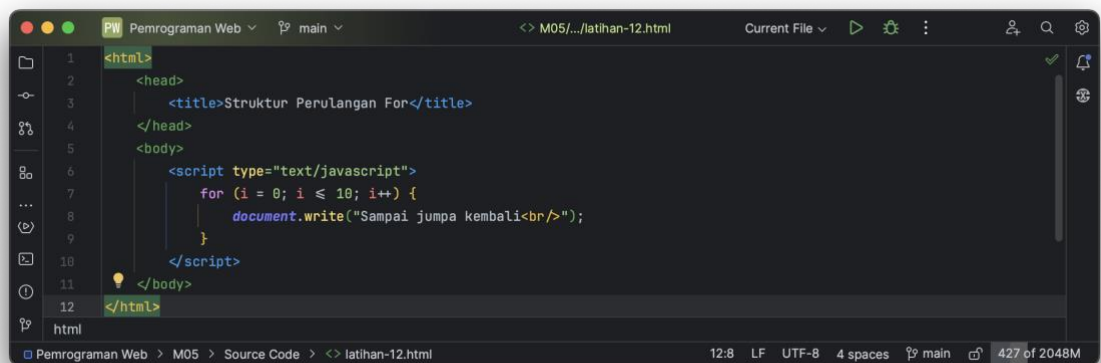 PW Pemrograman Web main <> M05/.../latihan-12.html Current File
1 <html>
2 <head>
3 <title>Struktur Perulangan For</title>
4 </head>
5 <body>
6 <script type="text/javascript">
7 for (i = 0; i <= 10; i++) {
8 document.write("Sampai jumpa kembali<br/>");
9 }
10 </script>
11 </body>
12 </html>
html
Pemrograman Web > M05 > Source Code > <> latihan-12.html 12:8 LF UTF-8 4 spaces main 427 of 2048M